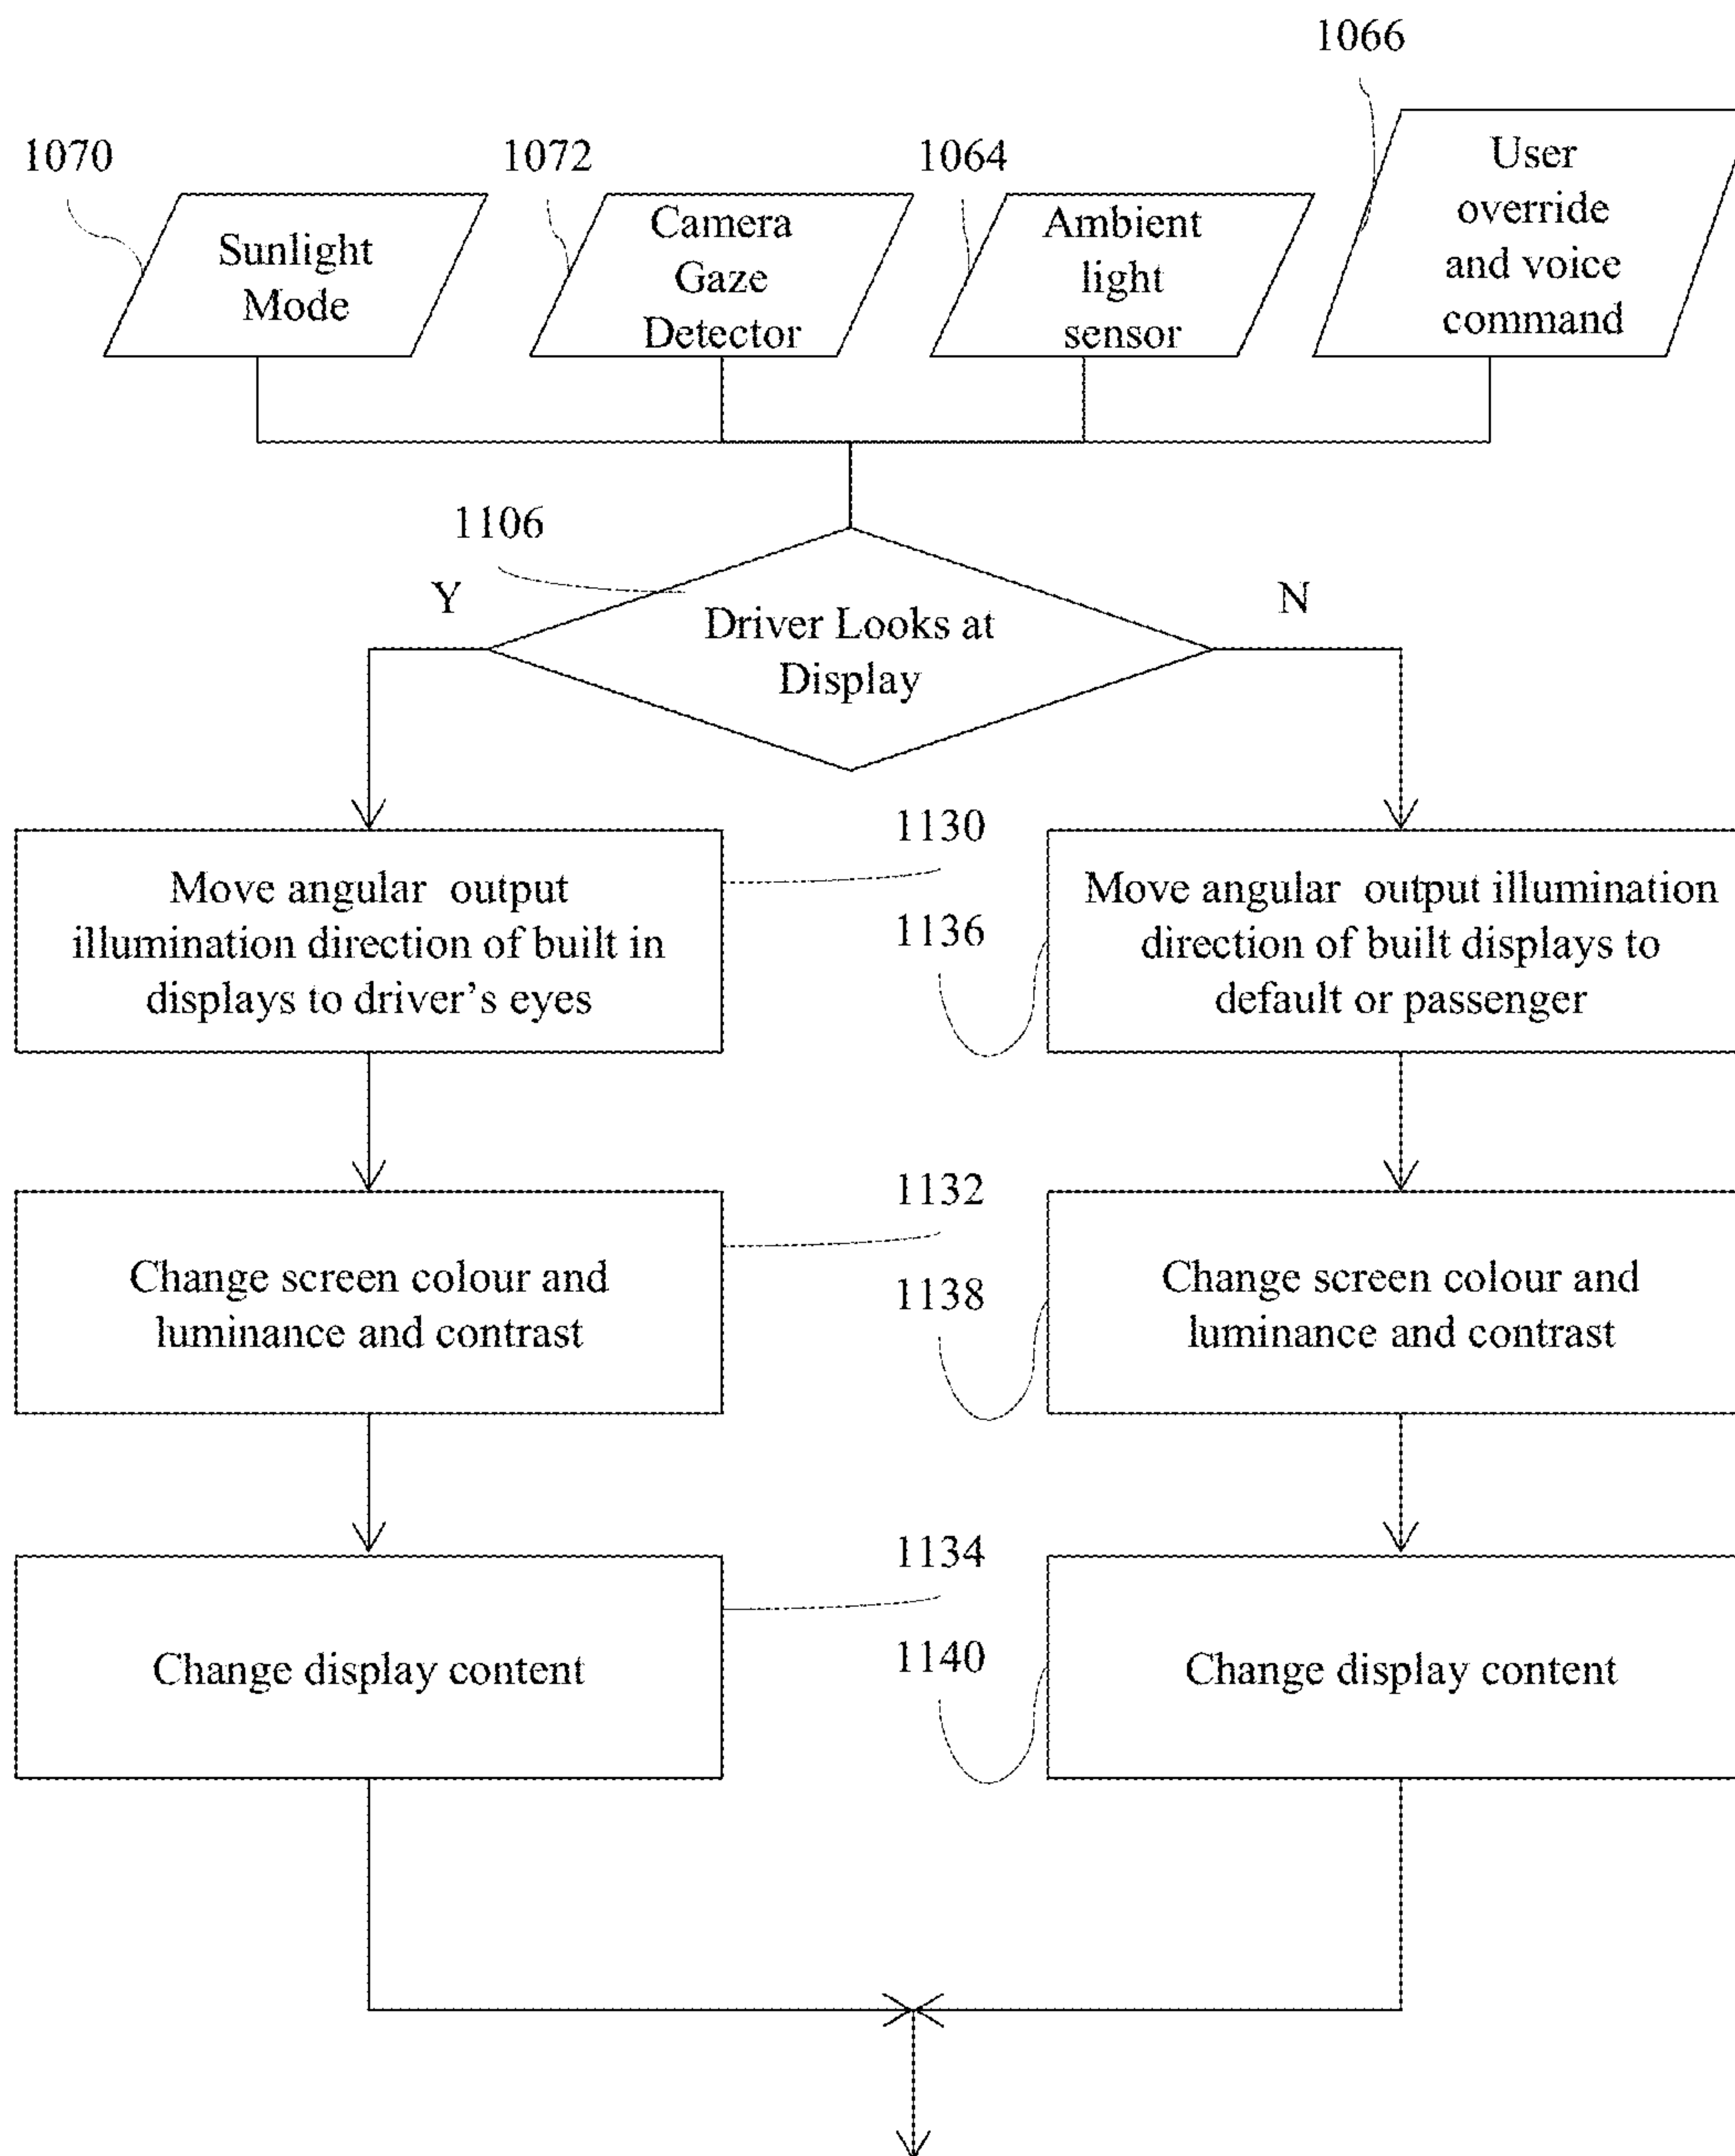 1066
1070
1072
1064
Sunlight
Mode
Camera
Gaze
Detector
Ambient
light
sensor
User
override
and voice
command
1106
Y
N
Driver Looks at
Display
1130
1136
Move angular output
illumination direction of built in
displays to driver’s eyes
Move angular output illumination
direction of built displays to
default or passenger
1132
1138
Change screen colour and
luminance and contrast
Change screen colour and
luminance and contrast
1134
1140
Change display content
Change display content